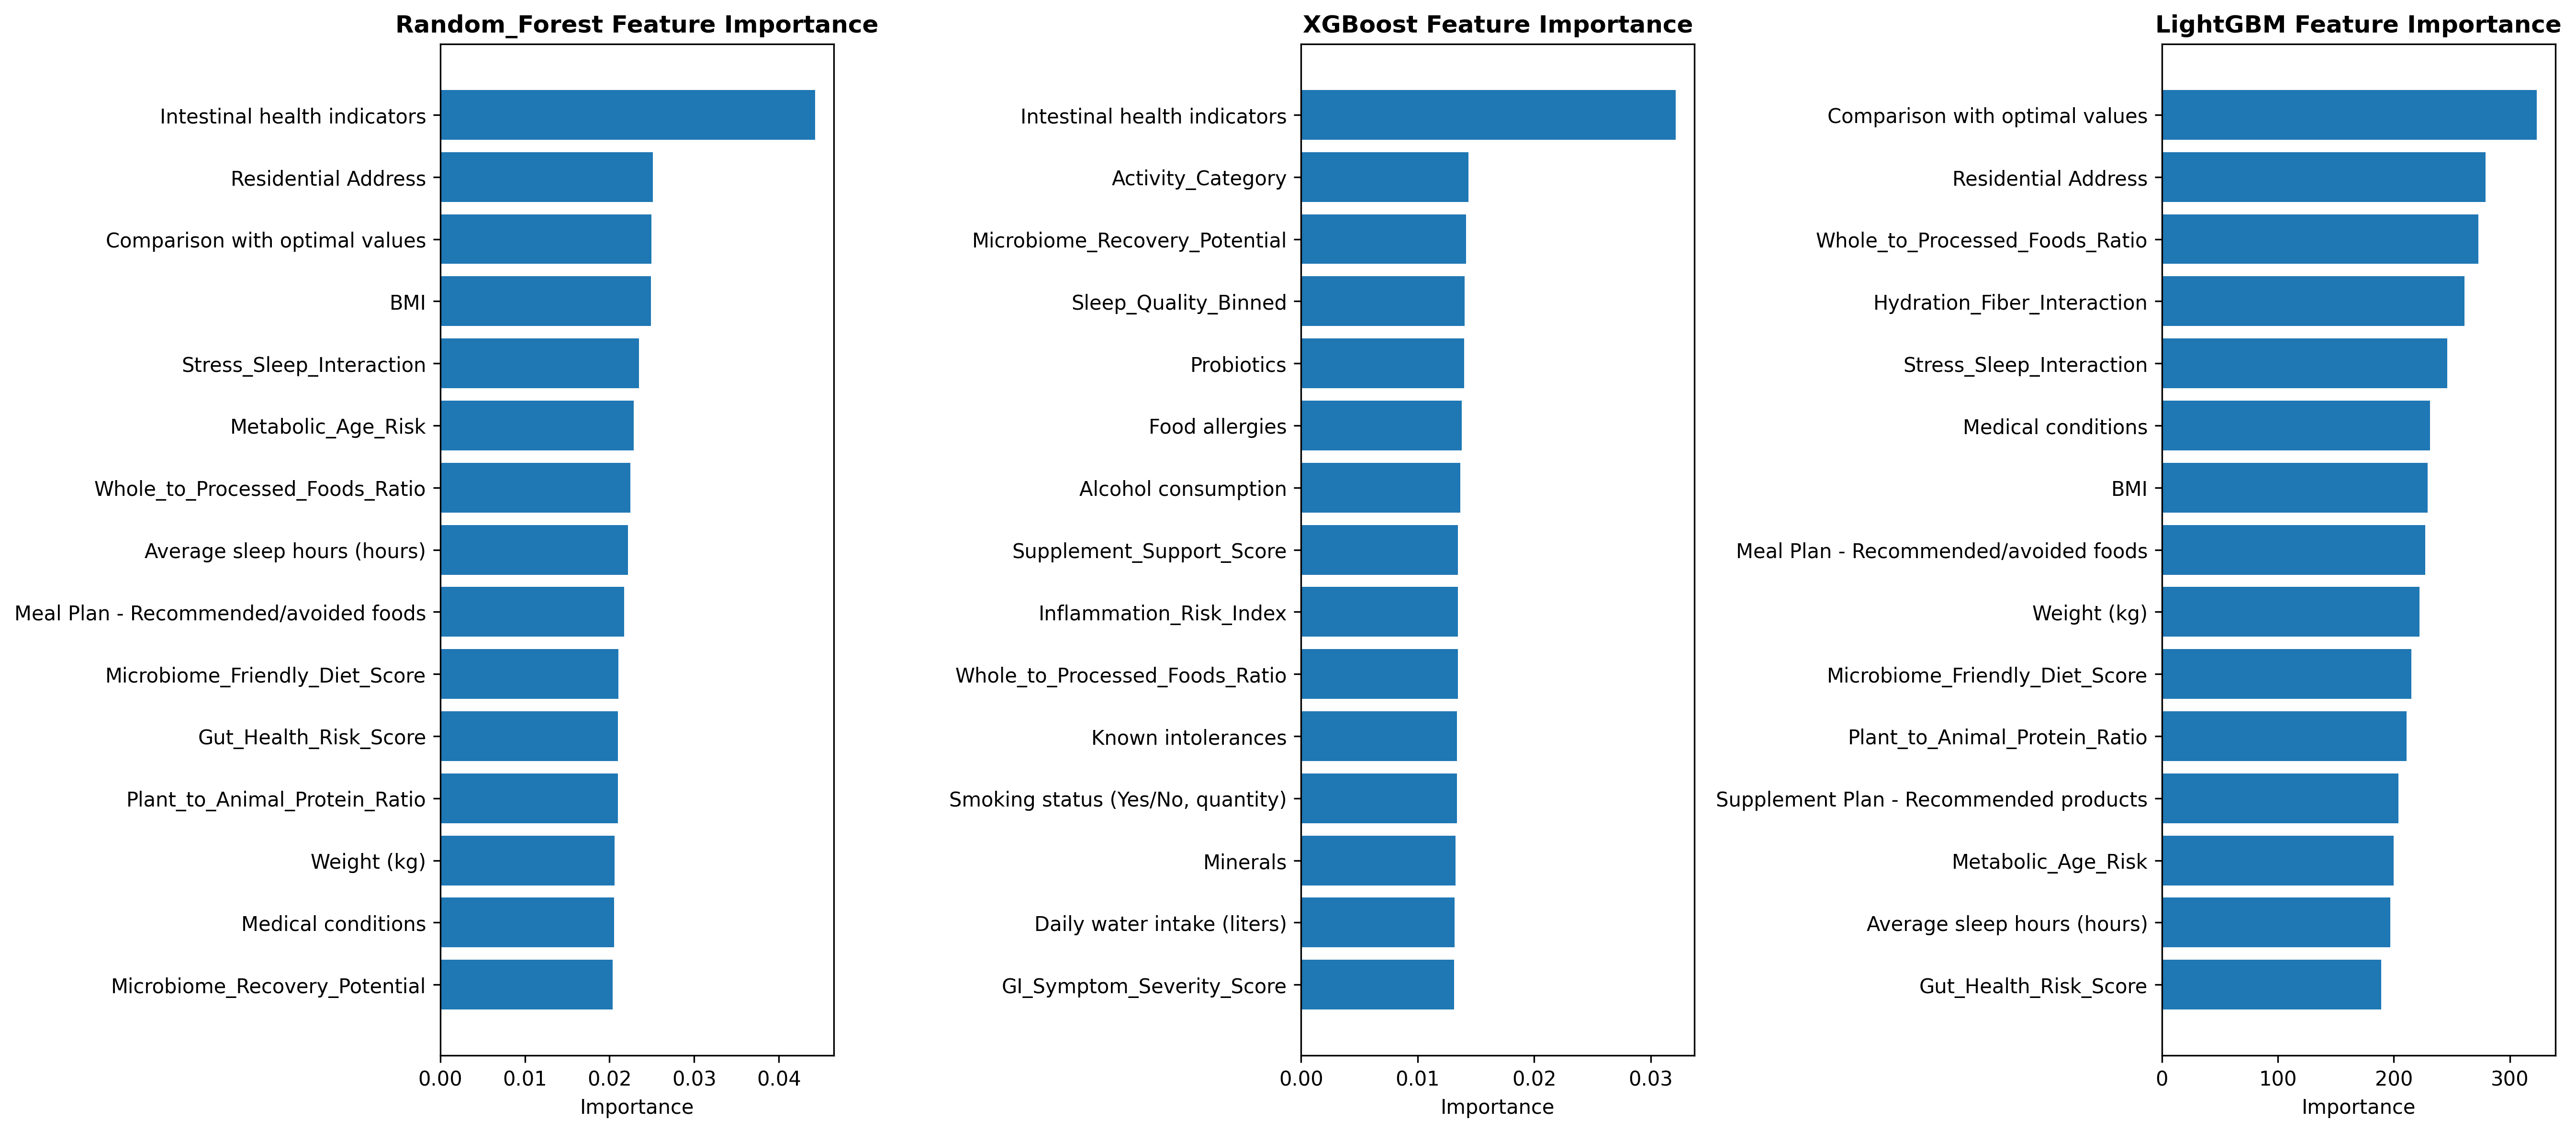 Random_Forest Feature Importance
Intestinal health indicators
Residential Address
Comparison with optimal values
BMI
Stress_Sleep_Interaction
Metabolic_Age_Risk
Whole_to_Processed_Foods_Ratio
Average sleep hours (hours)
Meal Plan - Recommended/avoided foods
Microbiome_Friendly_Diet_Score
Gut_Health_Risk_Score
Plant_to_Animal_Protein_Ratio
Weight (kg)
Medical conditions
Microbiome_Recovery_Potential
0.00 0.01 0.02 0.03 0.04
Importance
XGBoost Feature Importance
Intestinal health indicators
Activity_Category
Microbiome_Recovery_Potential
Sleep_Quality_Binned
Probiotics
Food allergies
Alcohol consumption
Supplement_Support_Score
Inflammation_Risk_Index
Whole_to_Processed_Foods_Ratio
Known intolerances
Smoking status (Yes/No, quantity)
Minerals
Daily water intake (liters)
GI_Symptom_Severity_Score
0.00 0.01 0.02 0.03
Importance
LightGBM Feature Importance
Comparison with optimal values
Residential Address
Whole_to_Processed_Foods_Ratio
Hydration_Fiber_Interaction
Stress_Sleep_Interaction
Medical conditions
BMI
Meal Plan - Recommended/avoided foods
Weight (kg)
Microbiome_Friendly_Diet_Score
Plant_to_Animal_Protein_Ratio
Supplement Plan - Recommended products
Metabolic_Age_Risk
Average sleep hours (hours)
Gut_Health_Risk_Score
0 100 200 300
Importance